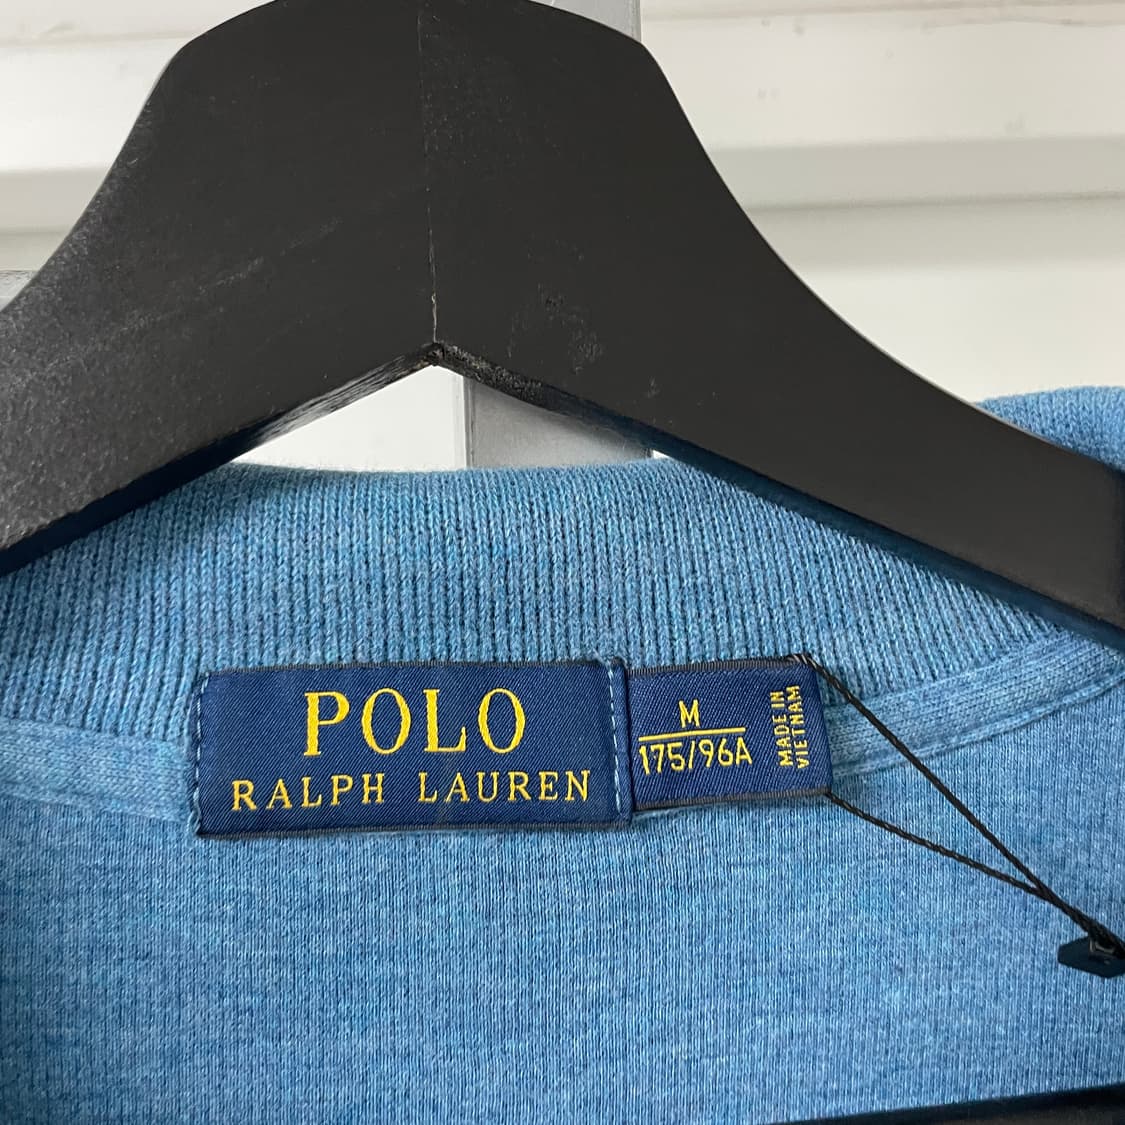 POLO
RALPH LAUREN
M
175/96A
MADE IN
VIETNAM